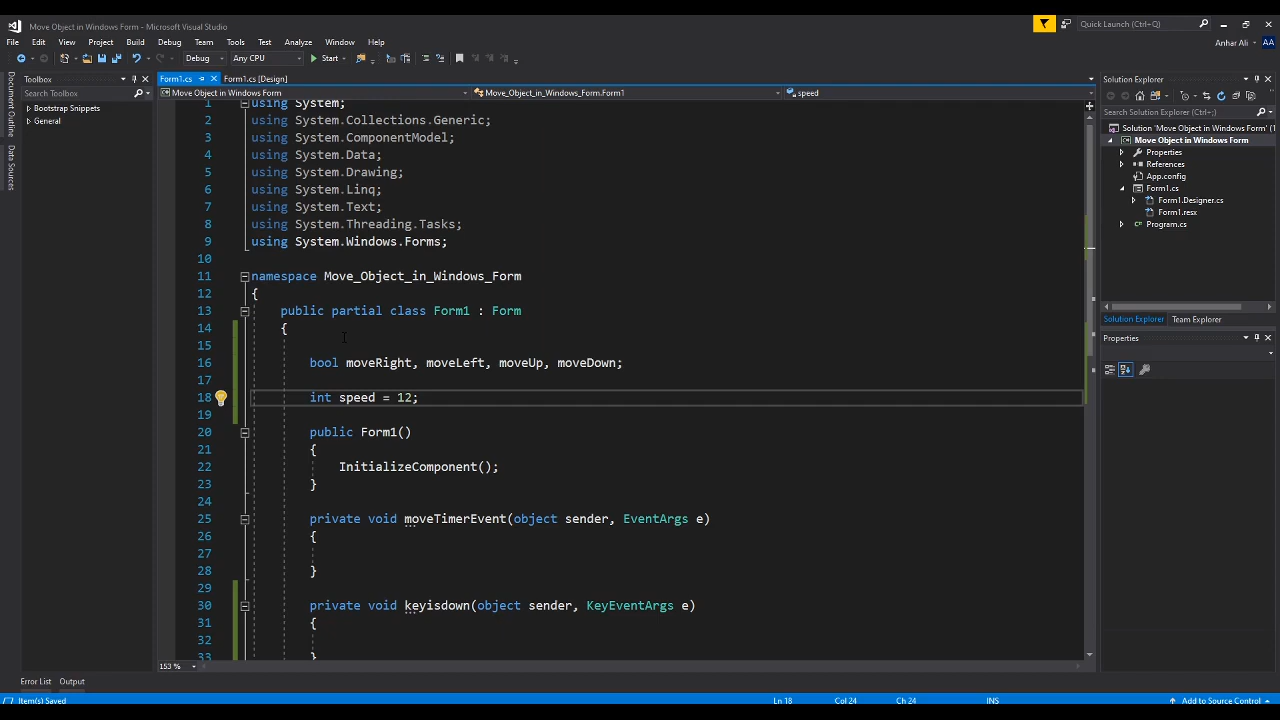 Move Object in Windows Form - Microsoft Visual Studio
Quick Launch (Ctrl+Q)
File Edit View Project Build Debug Team Tools Test Analyze Window Help
Anhar Ali AA
Debug Any CPU Start
Document Outline
Data Sources
Toolbox
Search Toolbox
Bootstrap Snippets
General
Form1.cs Form1.cs [Design]
Move Object in Windows Form Move_Object_in_Windows_Form.Form1 speed
1 using System;
2 using System.Collections.Generic;
3 using System.ComponentModel;
4 using System.Data;
5 using System.Drawing;
6 using System.Linq;
7 using System.Text;
8 using System.Threading.Tasks;
9 using System.Windows.Forms;
10
11 namespace Move_Object_in_Windows_Form
12 {
13 public partial class Form1 : Form
14 {
15
16 bool moveRight, moveLeft, moveUp, moveDown;
17
18 int speed = 12;
19
20 public Form1()
21 {
22 InitializeComponent();
23 }
24
25 private void moveTimerEvent(object sender, EventArgs e)
26 {
27
28 }
29
30 private void keyisdown(object sender, KeyEventArgs e)
31 {
32
33 }
153 %
Solution Explorer
Search Solution Explorer (Ctrl+;)
Solution 'Move Object in Windows Form' (1
Move Object in Windows Form
Properties
References
App.config
Form1.cs
Form1.Designer.cs
Form1.resx
Program.cs
Solution Explorer Team Explorer
Properties
Error List Output
Item(s) Saved Ln 18 Col 24 Ch 24 INS Add to Source Control